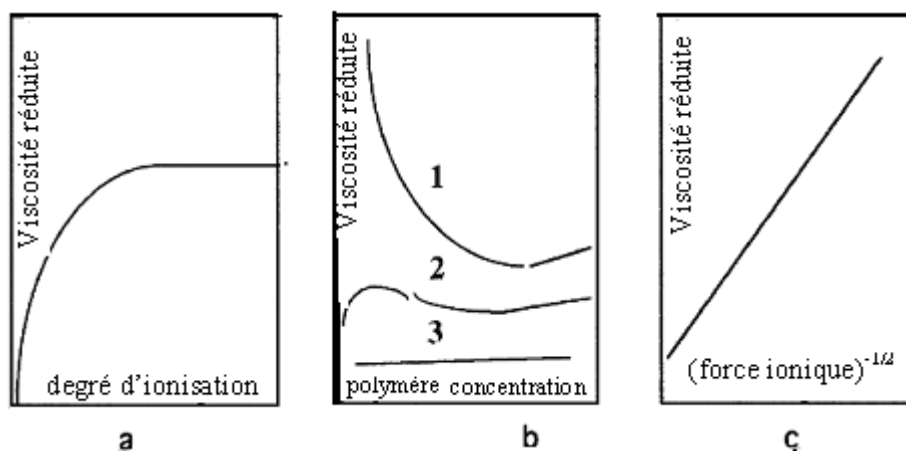 Viscosité réduite
degré d'ionisation
a
Viscosité réduite
1
2
3
polymére concentration
b
Viscosité réduite
(force ionique)^-1/2
c